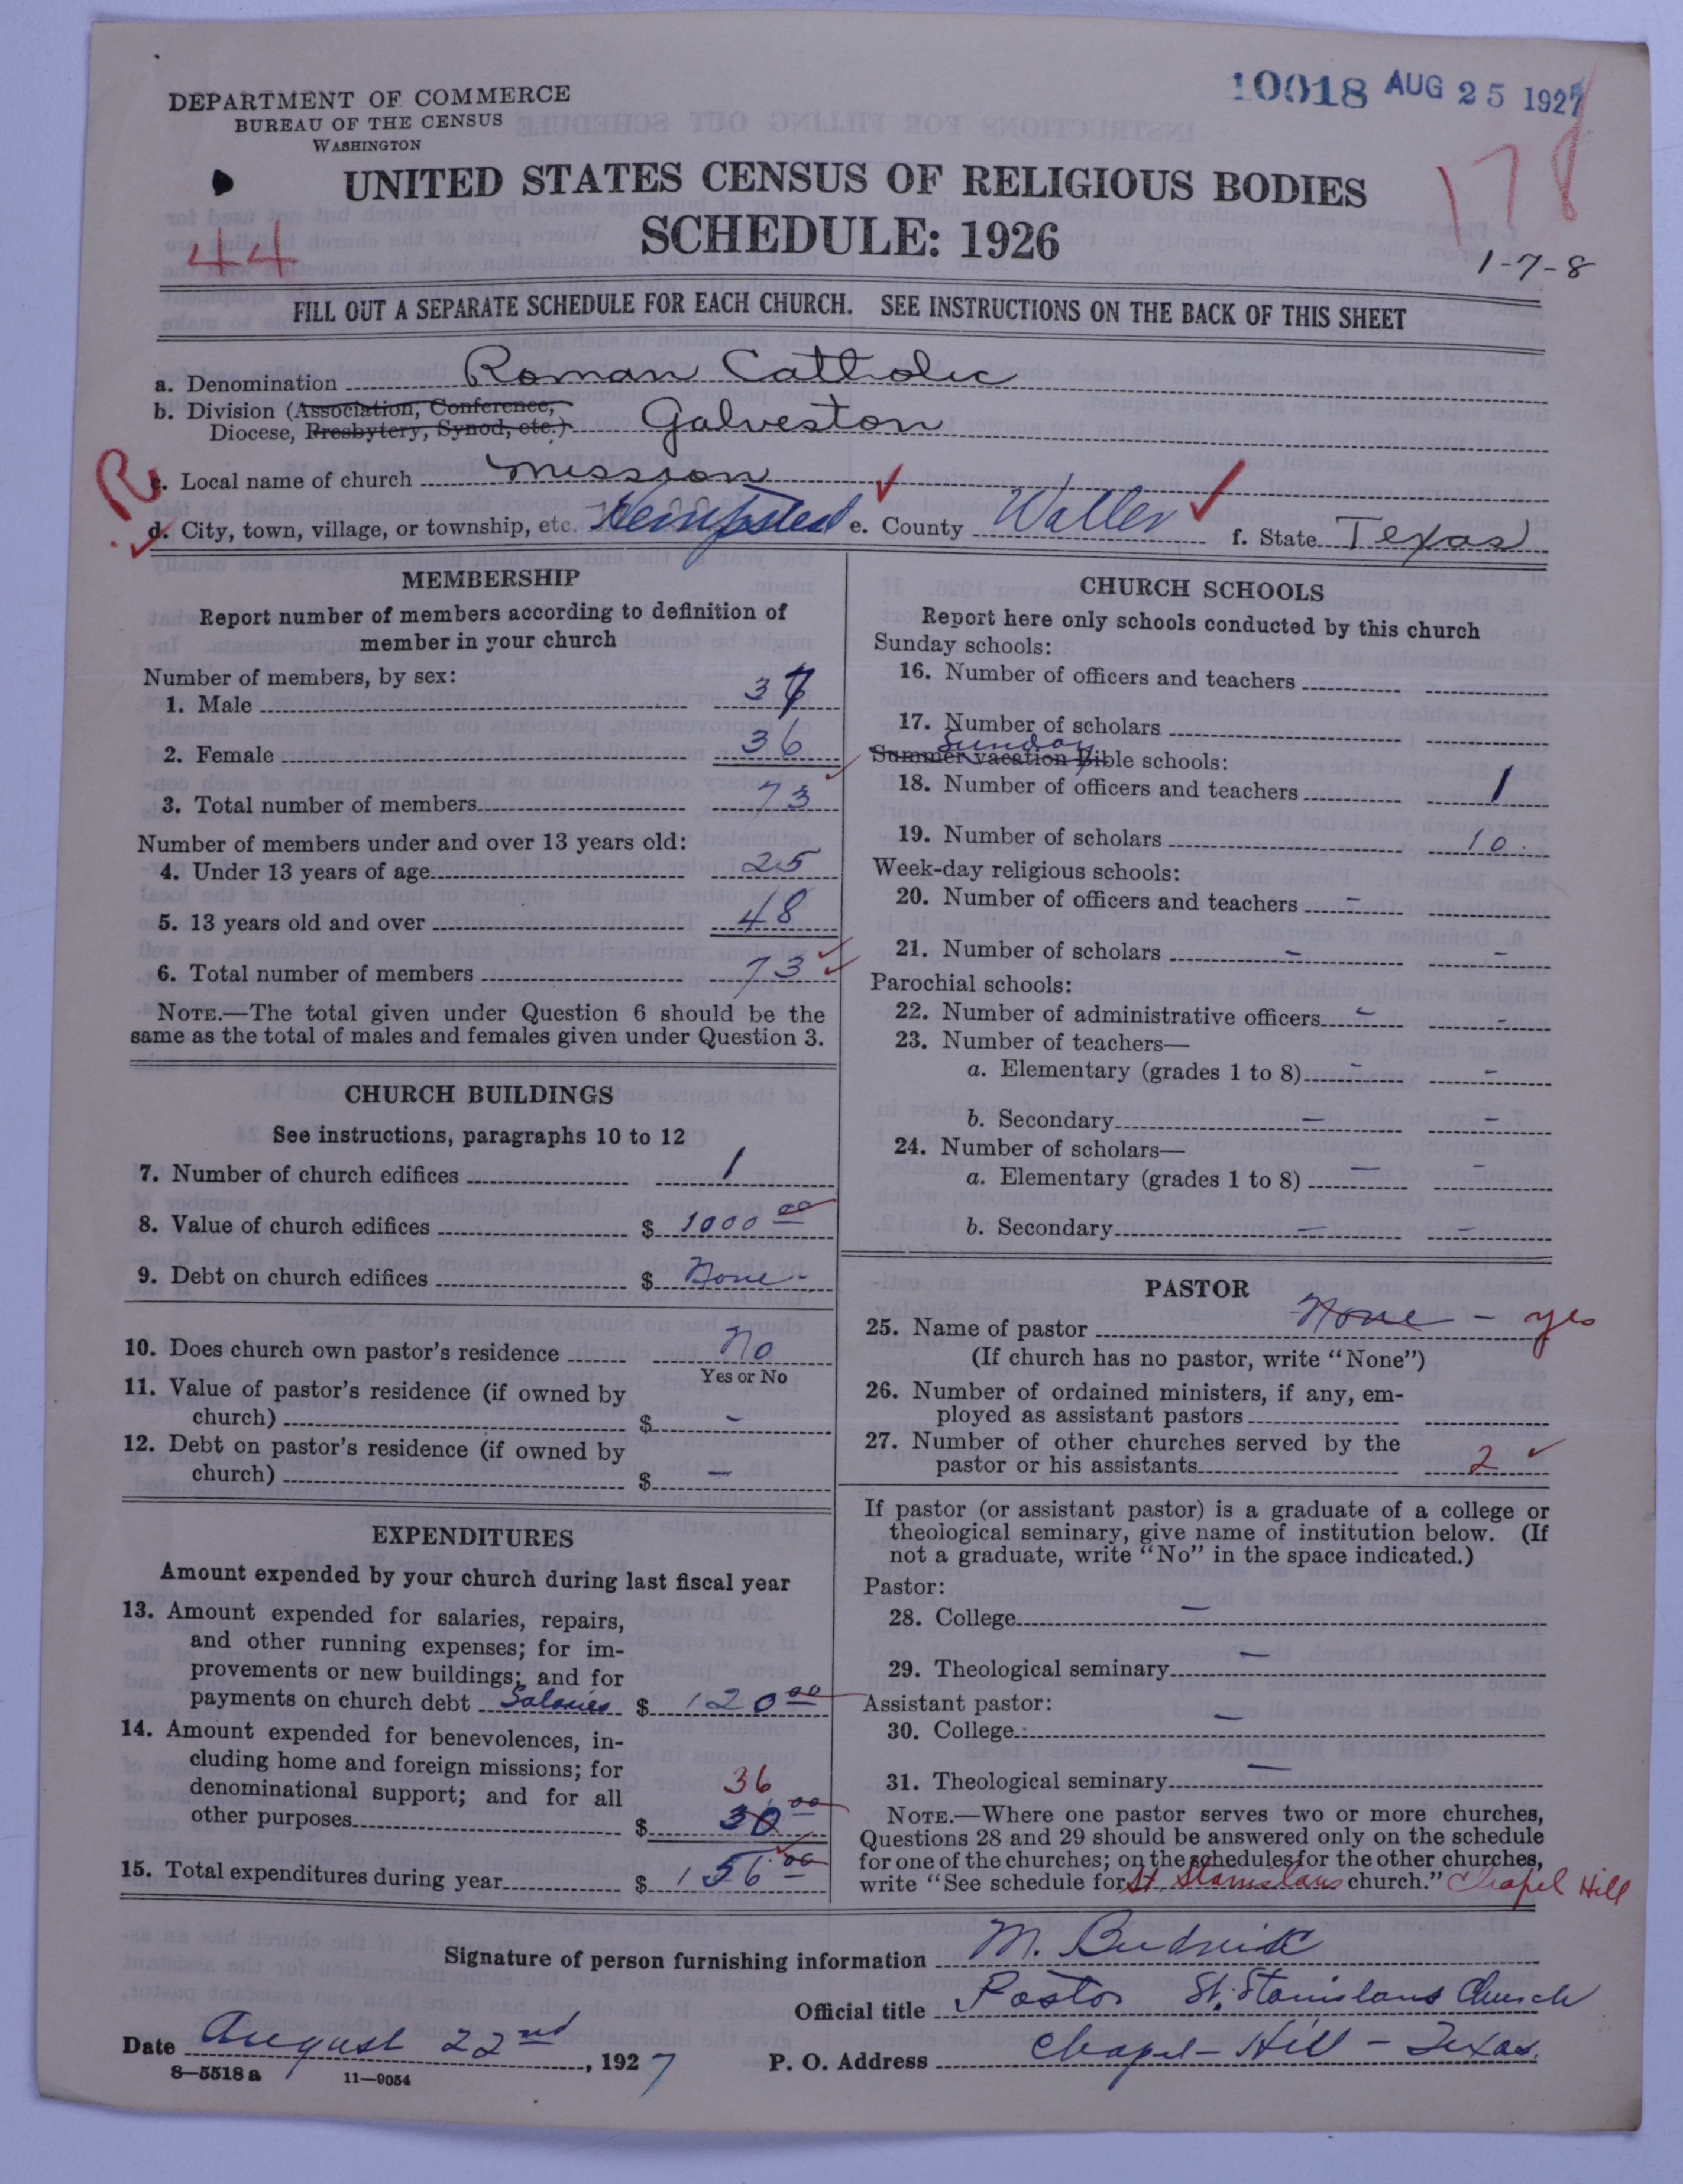 10018 AUG 25 1927
DEPARTMENT OF COMMERCE
BUREAU OF THE CENSUS
WASHINGTON
UNITED STATES CENSUS OF RELIGIOUS BODIES
SCHEDULE: 1926
178
44
1-7-8
FILL OUT A SEPARATE SCHEDULE FOR EACH CHURCH. SEE INSTRUCTIONS ON THE BACK OF THIS SHEET
a. Denomination Roman Catholic
b. Division (Association, Conference,
Diocese, Presbytery, Synod, etc.) Galveston
R
c. Local name of church Mission
d. City, town, village, or township, etc. Hempstead e. County Waller f. State Texas
MEMBERSHIP
Report number of members according to definition of
member in your church
Number of members, by sex:
1. Male 37
2. Female 36
3. Total number of members 73
Number of members under and over 13 years old:
4. Under 13 years of age 25
5. 13 years old and over 48
6. Total number of members 73
NOTE.—The total given under Question 6 should be the
same as the total of males and females given under Question 3.
CHURCH BUILDINGS
See instructions, paragraphs 10 to 12
7. Number of church edifices 1
8. Value of church edifices $ 1000 00
9. Debt on church edifices $ None-
10. Does church own pastor's residence No
Yes or No
11. Value of pastor's residence (if owned by
church) $ -
12. Debt on pastor's residence (if owned by
church) $ -
EXPENDITURES
Amount expended by your church during last fiscal year
13. Amount expended for salaries, repairs,
and other running expenses; for im-
provements or new buildings; and for
payments on church debt Salaries $ 120 00
14. Amount expended for benevolences, in-
cluding home and foreign missions; for
denominational support; and for all 36
other purposes $ 30 00
15. Total expenditures during year $ 156 00
CHURCH SCHOOLS
Report here only schools conducted by this church
Sunday schools:
16. Number of officers and teachers
17. Number of scholars
Sunday
Summer vacation Bible schools:
18. Number of officers and teachers 1
19. Number of scholars 10
Week-day religious schools:
20. Number of officers and teachers -
21. Number of scholars - -
Parochial schools:
22. Number of administrative officers - -
23. Number of teachers—
a. Elementary (grades 1 to 8) - -
b. Secondary - -
24. Number of scholars—
a. Elementary (grades 1 to 8) - -
b. Secondary - -
PASTOR
25. Name of pastor None - yes
(If church has no pastor, write "None")
26. Number of ordained ministers, if any, em-
ployed as assistant pastors
27. Number of other churches served by the
pastor or his assistants 2
If pastor (or assistant pastor) is a graduate of a college or
theological seminary, give name of institution below. (If
not a graduate, write "No" in the space indicated.)
Pastor:
28. College -
29. Theological seminary -
Assistant pastor:
30. College -
31. Theological seminary -
NOTE.—Where one pastor serves two or more churches,
Questions 28 and 29 should be answered only on the schedule
for one of the churches; on the schedules for the other churches,
write "See schedule for St. Stanislaus church." Chapel Hill
Signature of person furnishing information M. Budnik
Official title Pastor St. Stanislaus Church
Date August 22nd, 1927 P. O. Address Chapel-Hill - Texas.
8—5518 a 11—9054